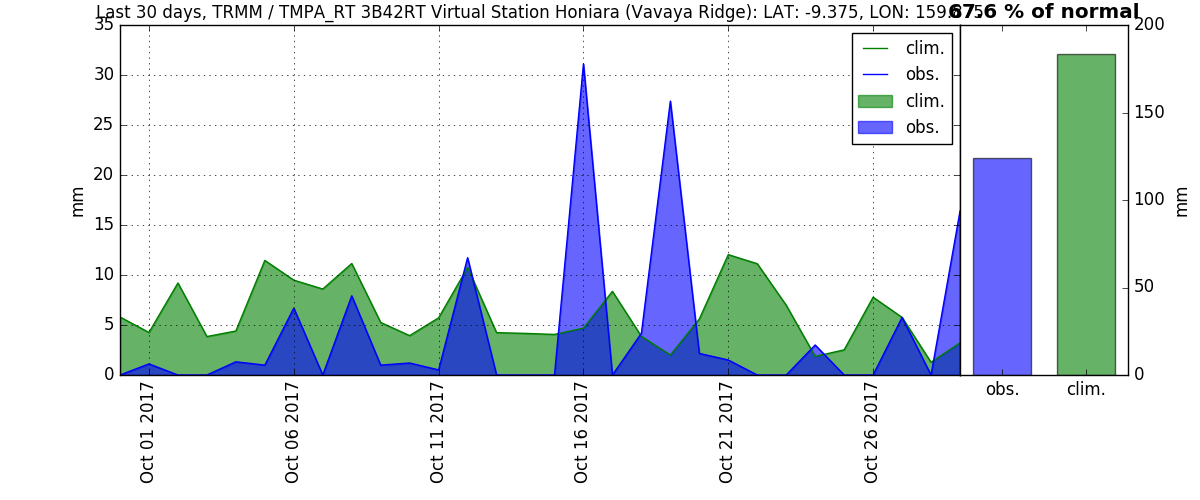 Last 30 days, TRMM / TMPA_RT 3B42RT Virtual Station Honiara (Vavaya Ridge): LAT: -9.375, LON:
67.6 % of normal
35
30
25
20
15
10
5
0
mm
clim.
obs.
clim.
obs.
200
150
100
50
0
mm
obs.
clim.
Oct 01 2017
Oct 06 2017
Oct 11 2017
Oct 16 2017
Oct 21 2017
Oct 26 2017